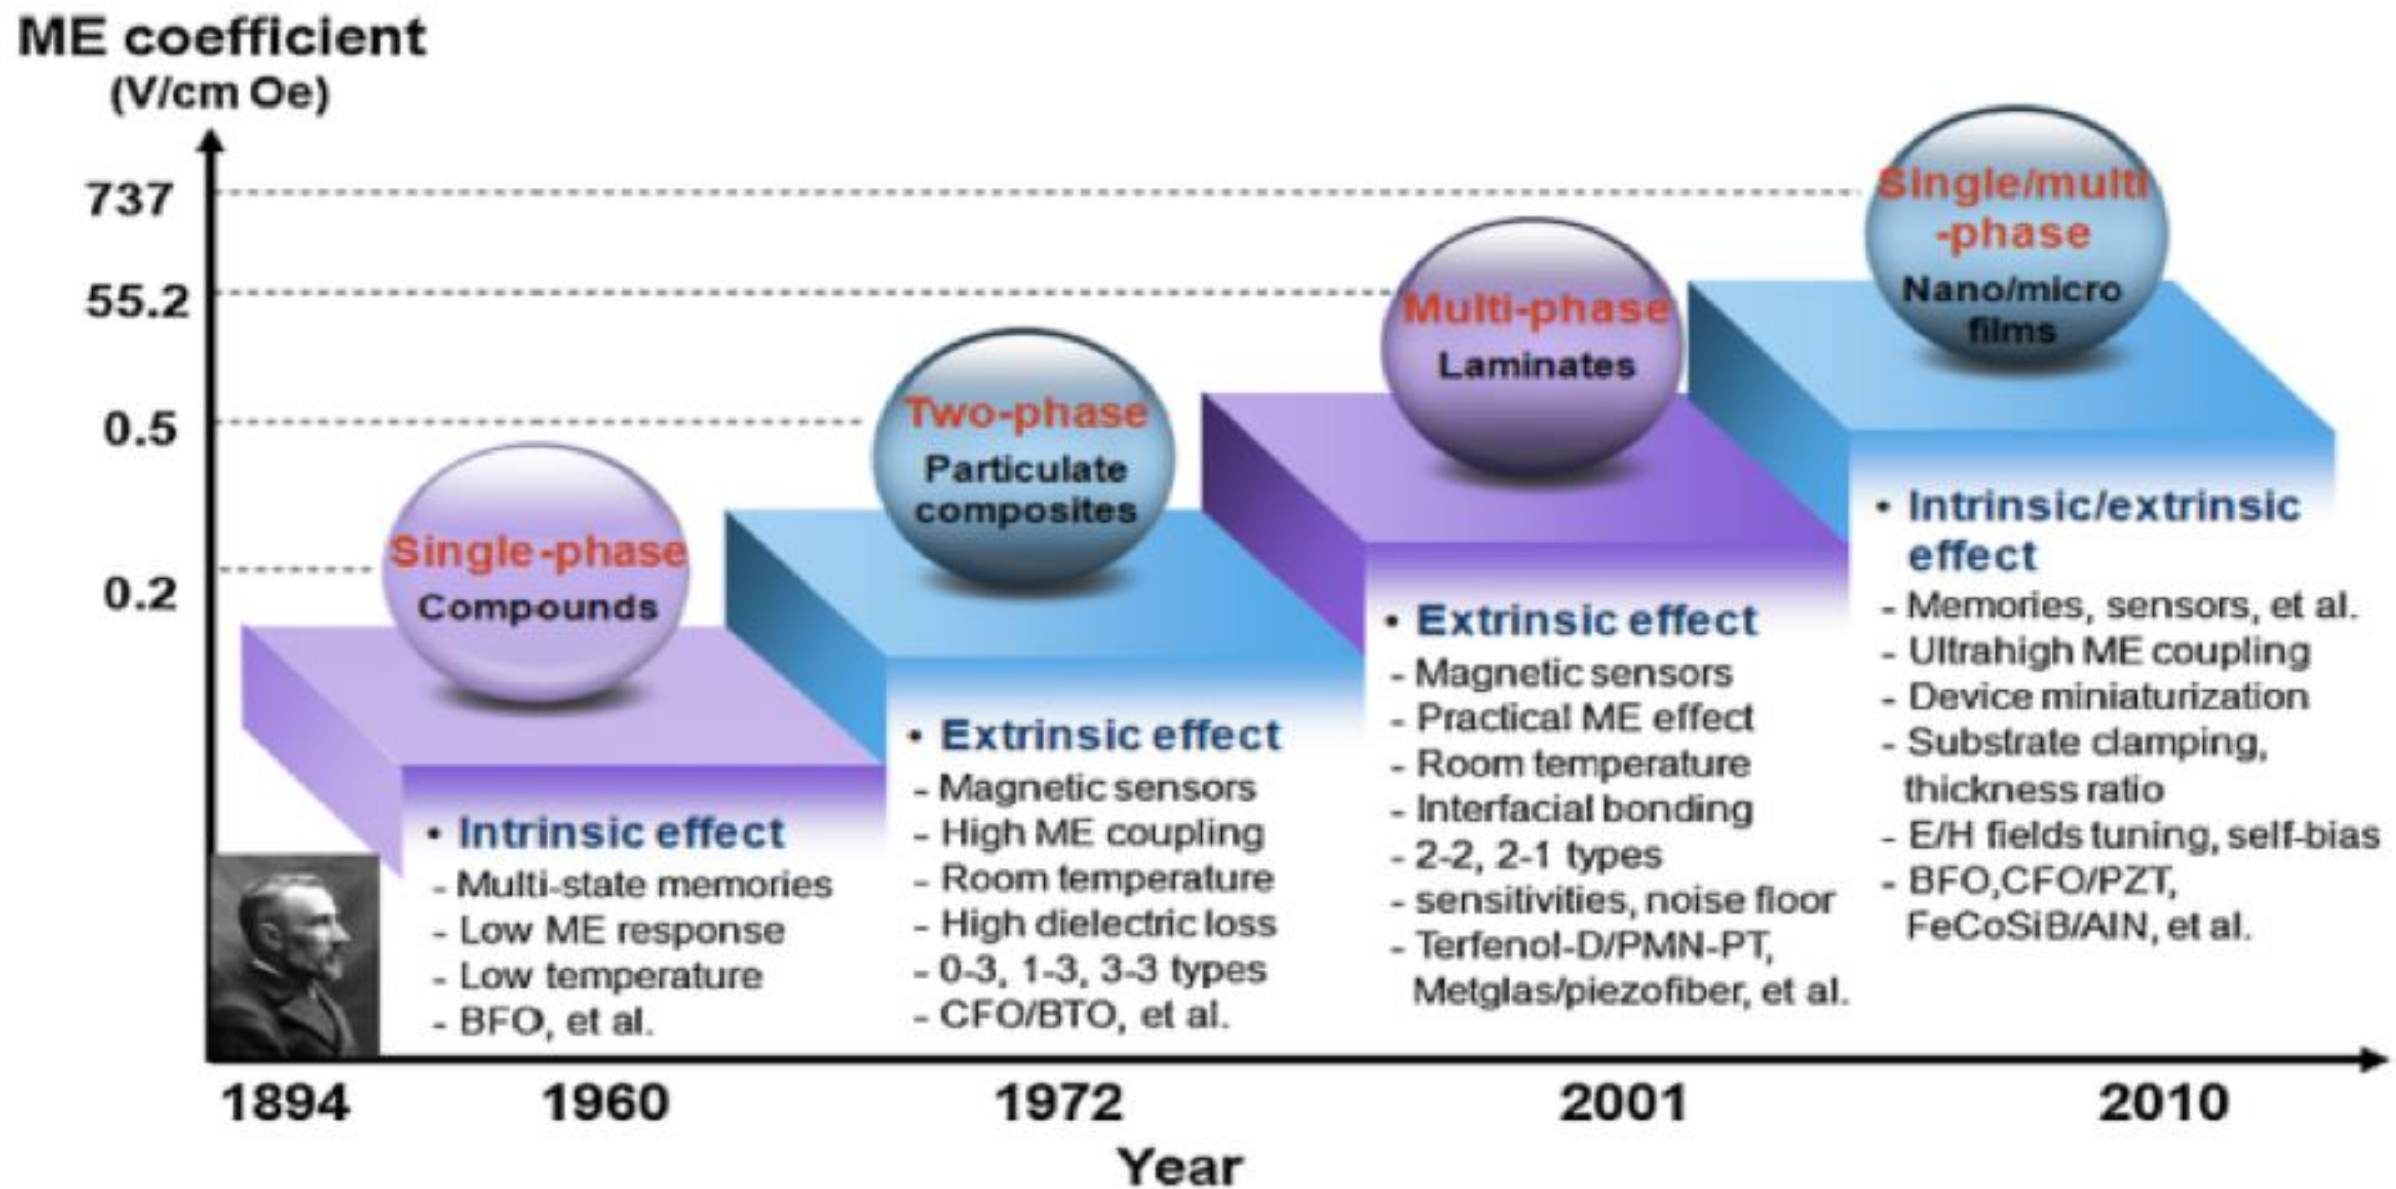 ME coefficient
(V/cm Oe)
737
55.2
0.5
0.2
Single-phase
Compounds
• Intrinsic effect
- Multi-state memories
- Low ME response
- Low temperature
- BFO, et al.
Two-phase
Particulate
composites
• Extrinsic effect
- Magnetic sensors
- High ME coupling
- Room temperature
- High dielectric loss
- 0-3, 1-3, 3-3 types
- CFO/BTO, et al.
Multi-phase
Laminates
• Extrinsic effect
- Magnetic sensors
- Practical ME effect
- Room temperature
- Interfacial bonding
- 2-2, 2-1 types
- sensitivities, noise floor
- Terfenol-D/PMN-PT,
Metglas/piezofiber, et al.
Single/multi
-phase
Nano/micro
films
• Intrinsic/extrinsic
effect
- Memories, sensors, et al.
- Ultrahigh ME coupling
- Device miniaturization
- Substrate clamping,
thickness ratio
- E/H fields tuning, self-bias
- BFO,CFO/PZT,
FeCoSiB/AlN, et al.
1894
1960
1972
2001
2010
Year